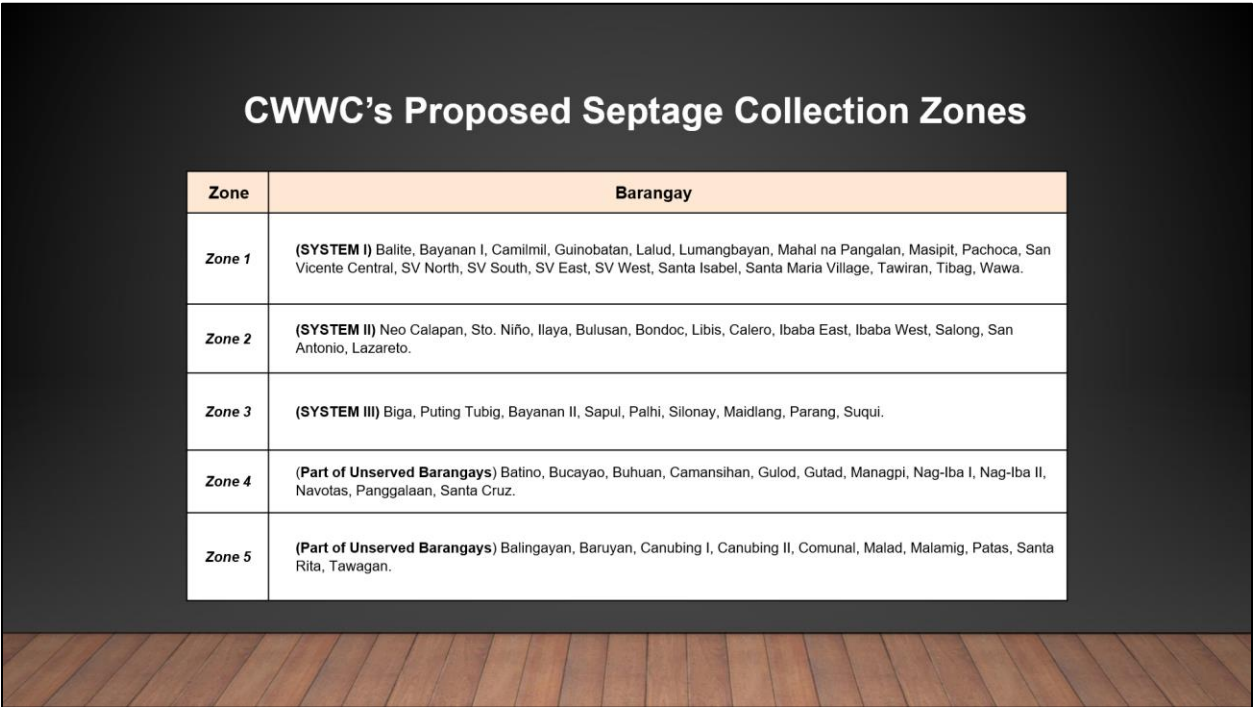 CWWC’s Proposed Septage Collection Zones
Zone
Barangay
Zone 1
(SYSTEM I) Balite, Bayanan I, Camilmil, Guinobatan, Lalud, Lumangbayan, Mahal na Pangalan, Masipit, Pachoca, San
Vicente Central, SV North, SV South, SV East, SV West, Santa Isabel, Santa Maria Village, Tawiran, Tibag, Wawa.
Zone 2
(SYSTEM II) Neo Calapan, Sto. Niño, Ilaya, Bulusan, Bondoc, Libis, Calero, Ibaba East, Ibaba West, Salong, San
Antonio, Lazareto.
Zone 3
(SYSTEM III) Biga, Puting Tubig, Bayanan II, Sapul, Palhi, Silonay, Maidlang, Parang, Suqui.
Zone 4
(Part of Unserved Barangays) Batino, Bucayao, Buhuan, Camansihan, Gulod, Gutad, Managpi, Nag-Iba I, Nag-Iba II,
Navotas, Panggalaan, Santa Cruz.
Zone 5
(Part of Unserved Barangays) Balingayan, Baruyan, Canubing I, Canubing II, Comunal, Malad, Malamig, Patas, Santa
Rita, Tawagan.